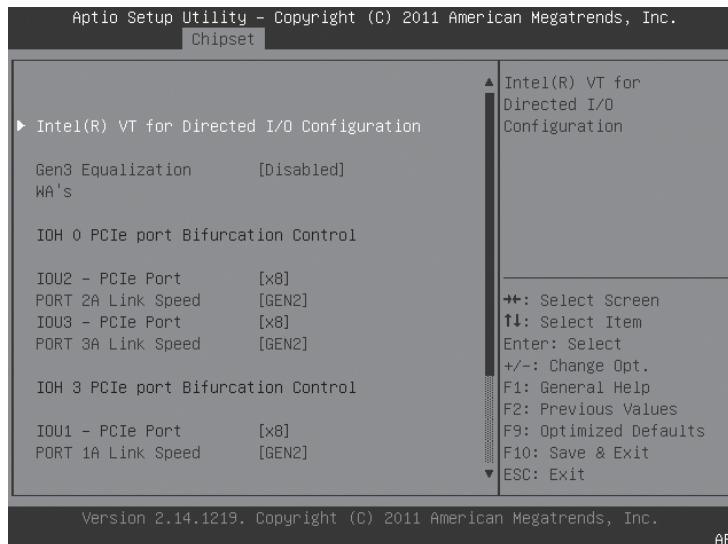 Aptio Setup Utility – Copyright (C) 2011 American Megatrends, Inc.
Chipset
Intel(R) VT for Directed I/O Configuration
Gen3 Equalization [Disabled]
WA's
IOH 0 PCIe port Bifurcation Control
IOU2 - PCIe Port [x8]
PORT 2A Link Speed [GEN2]
IOU3 - PCIe Port [x8]
PORT 3A Link Speed [GEN2]
IOH 3 PCIe port Bifurcation Control
IOU1 - PCIe Port [x8]
PORT 1A Link Speed [GEN2]
Intel(R) VT for
Directed I/O
Configuration
→←: Select Screen
↑↓: Select Item
Enter: Select
+/-: Change Opt.
F1: General Help
F2: Previous Values
F9: Optimized Defaults
F10: Save & Exit
ESC: Exit
Version 2.14.1219. Copyright (C) 2011 American Megatrends, Inc.